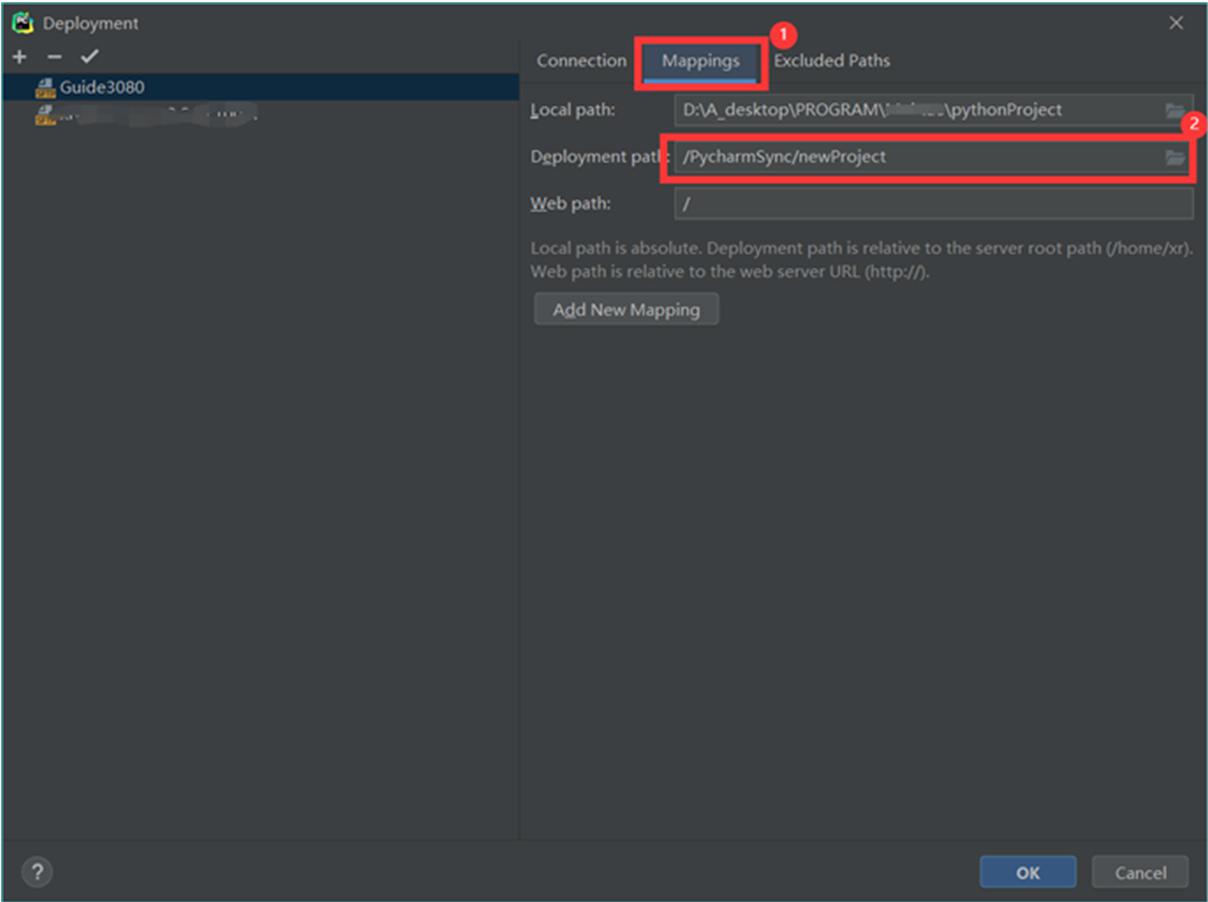 Deployment
1
Connection Mappings Excluded Paths
Guide3080
Local path: D:\A_desktop\PROGRAM\ \pythonProject
2
Deployment path: /PycharmSync/newProject
Web path: /
Local path is absolute. Deployment path is relative to the server root path (/home/xr).
Web path is relative to the web server URL (http://).
Add New Mapping
?
OK Cancel